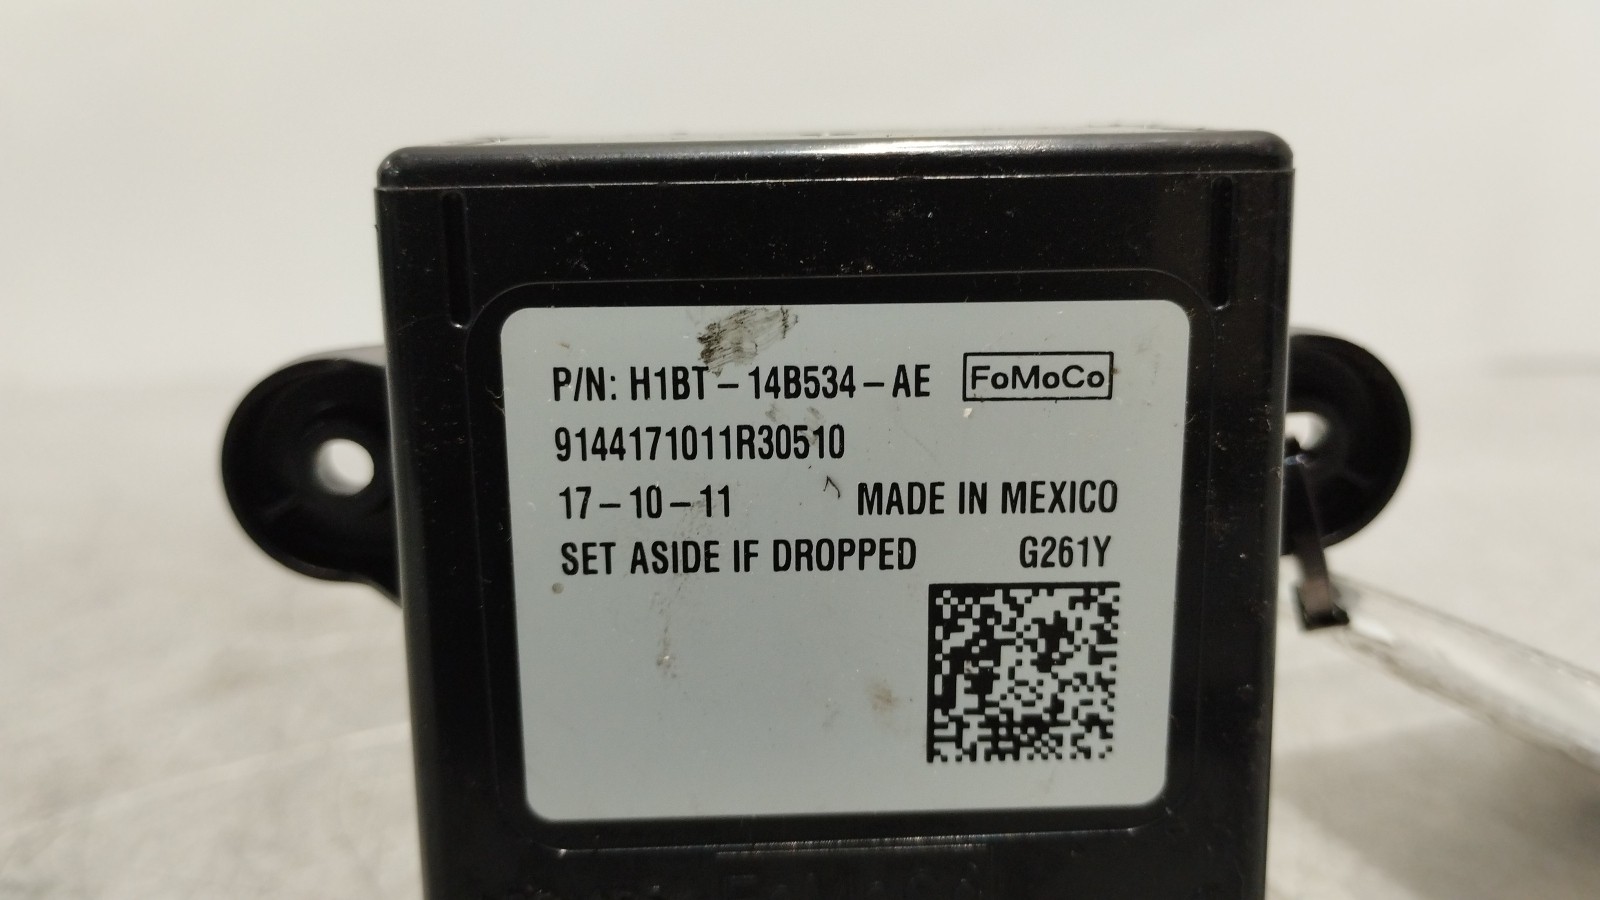 P/N: H1BT-14B534-AE FoMoCo
9144171011R30510
17-10-11 MADE IN MEXICO
SET ASIDE IF DROPPED G261Y